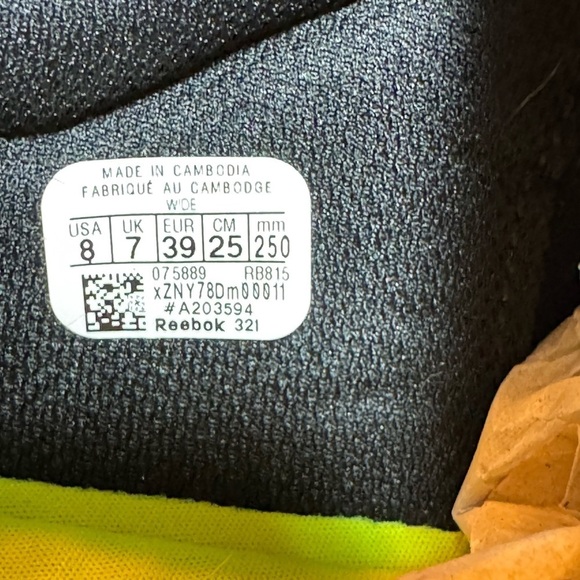 MADE IN CAMBODIA
FABRIQUÉ AU CAMBODGE
WIDE
USA UK EUR CM mm
8 7 39 25 250
075889 RB815
xZNY78Dm00011
#A203594
Reebok 321